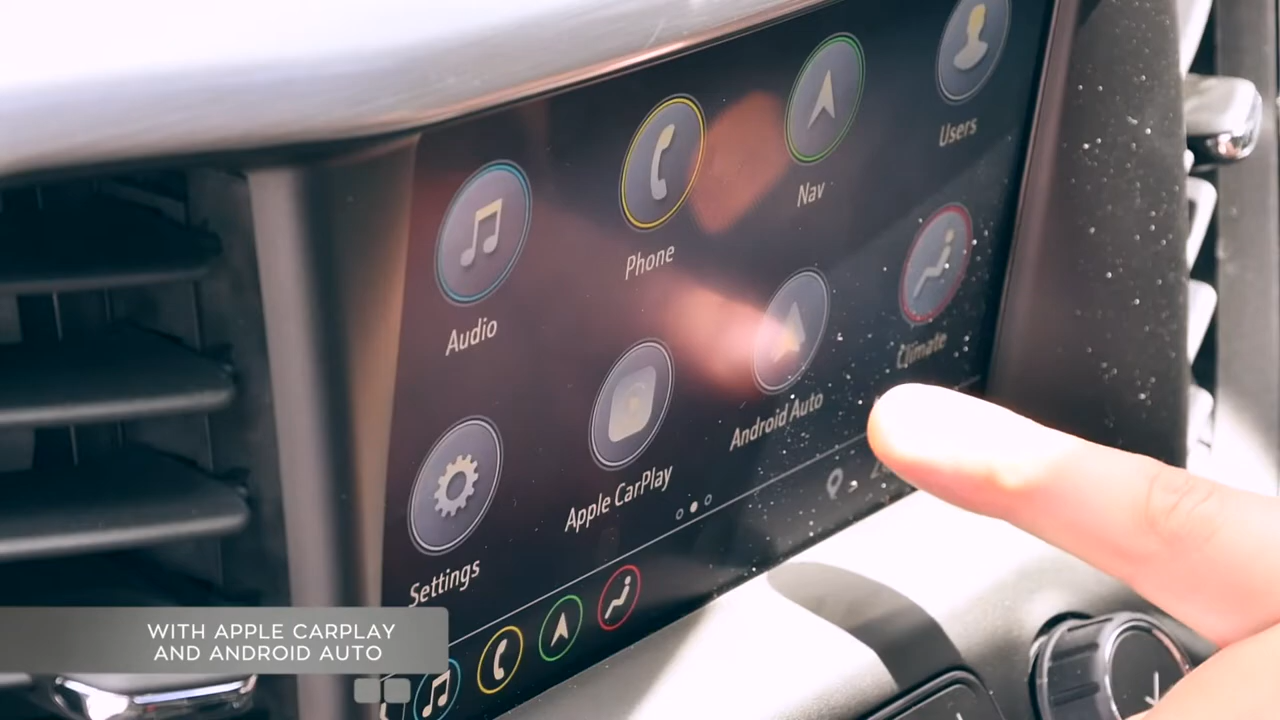 Audio
Phone
Nav
Users
Settings
Apple CarPlay
Android Auto
Climate
WITH APPLE CARPLAY
AND ANDROID AUTO